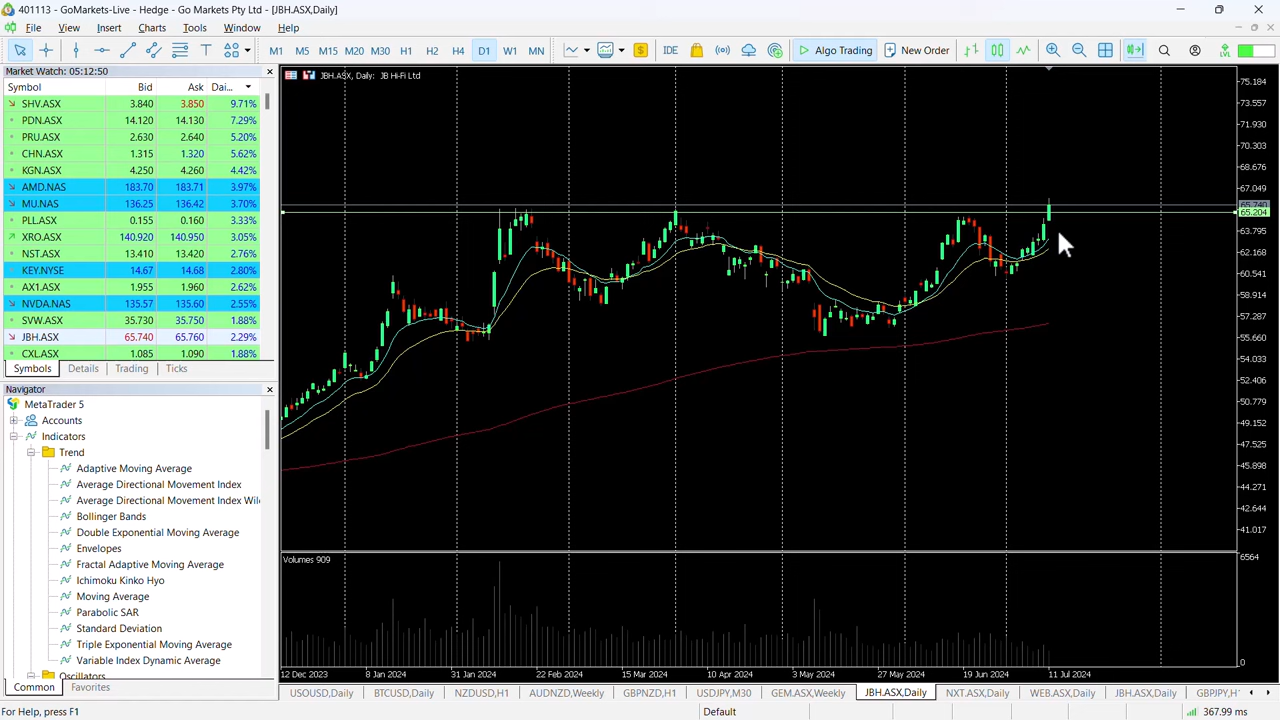 401113 - GoMarkets-Live - Hedge - Go Markets Pty Ltd - [JBH.ASX,Daily]
File View Insert Charts Tools Window Help
M1 M5 M15 M20 M30 H1 H2 H4 D1 W1 MN IDE Algo Trading New Order LVL
Market Watch: 05:12:50
Symbol Bid Ask Dai...
SHV.ASX 3.840 3.850 9.71%
PDN.ASX 14.120 14.130 7.29%
PRU.ASX 2.630 2.640 5.20%
CHN.ASX 1.315 1.320 5.62%
KGN.ASX 4.250 4.260 4.42%
AMD.NAS 183.70 183.71 3.97%
MU.NAS 136.25 136.42 3.70%
PLL.ASX 0.155 0.160 3.33%
XRO.ASX 140.920 140.950 3.05%
NST.ASX 13.410 13.420 2.76%
KEY.NYSE 14.67 14.68 2.80%
AX1.ASX 1.955 1.960 2.62%
NVDA.NAS 135.57 135.60 2.55%
SVW.ASX 35.730 35.750 1.88%
JBH.ASX 65.740 65.760 2.29%
CXL.ASX 1.085 1.090 1.88%
Symbols Details Trading Ticks
Navigator
MetaTrader 5
Accounts
Indicators
Trend
Adaptive Moving Average
Average Directional Movement Index
Average Directional Movement Index Wil
Bollinger Bands
Double Exponential Moving Average
Envelopes
Fractal Adaptive Moving Average
Ichimoku Kinko Hyo
Moving Average
Parabolic SAR
Standard Deviation
Triple Exponential Moving Average
Variable Index Dynamic Average
Oscillators
Common Favorites
JBH.ASX, Daily: JB Hi-Fi Ltd
75.184
73.557
71.930
70.303
68.676
67.049
65.740
65.204
63.795
62.168
60.541
58.914
57.287
55.660
54.033
52.406
50.779
49.152
47.525
45.898
44.271
42.644
41.017
Volumes 909
6564
0
12 Dec 2023 8 Jan 2024 31 Jan 2024 22 Feb 2024 15 Mar 2024 10 Apr 2024 3 May 2024 27 May 2024 19 Jun 2024 11 Jul 2024
USOUSD,Daily BTCUSD,Daily NZDUSD,H1 AUDNZD,Weekly GBPNZD,H1 USDJPY,M30 GEM.ASX,Weekly JBH.ASX,Daily NXT.ASX,Daily WEB.ASX,Daily JBH.ASX,Daily GBPJPY,H
For Help, press F1 Default 367.99 ms